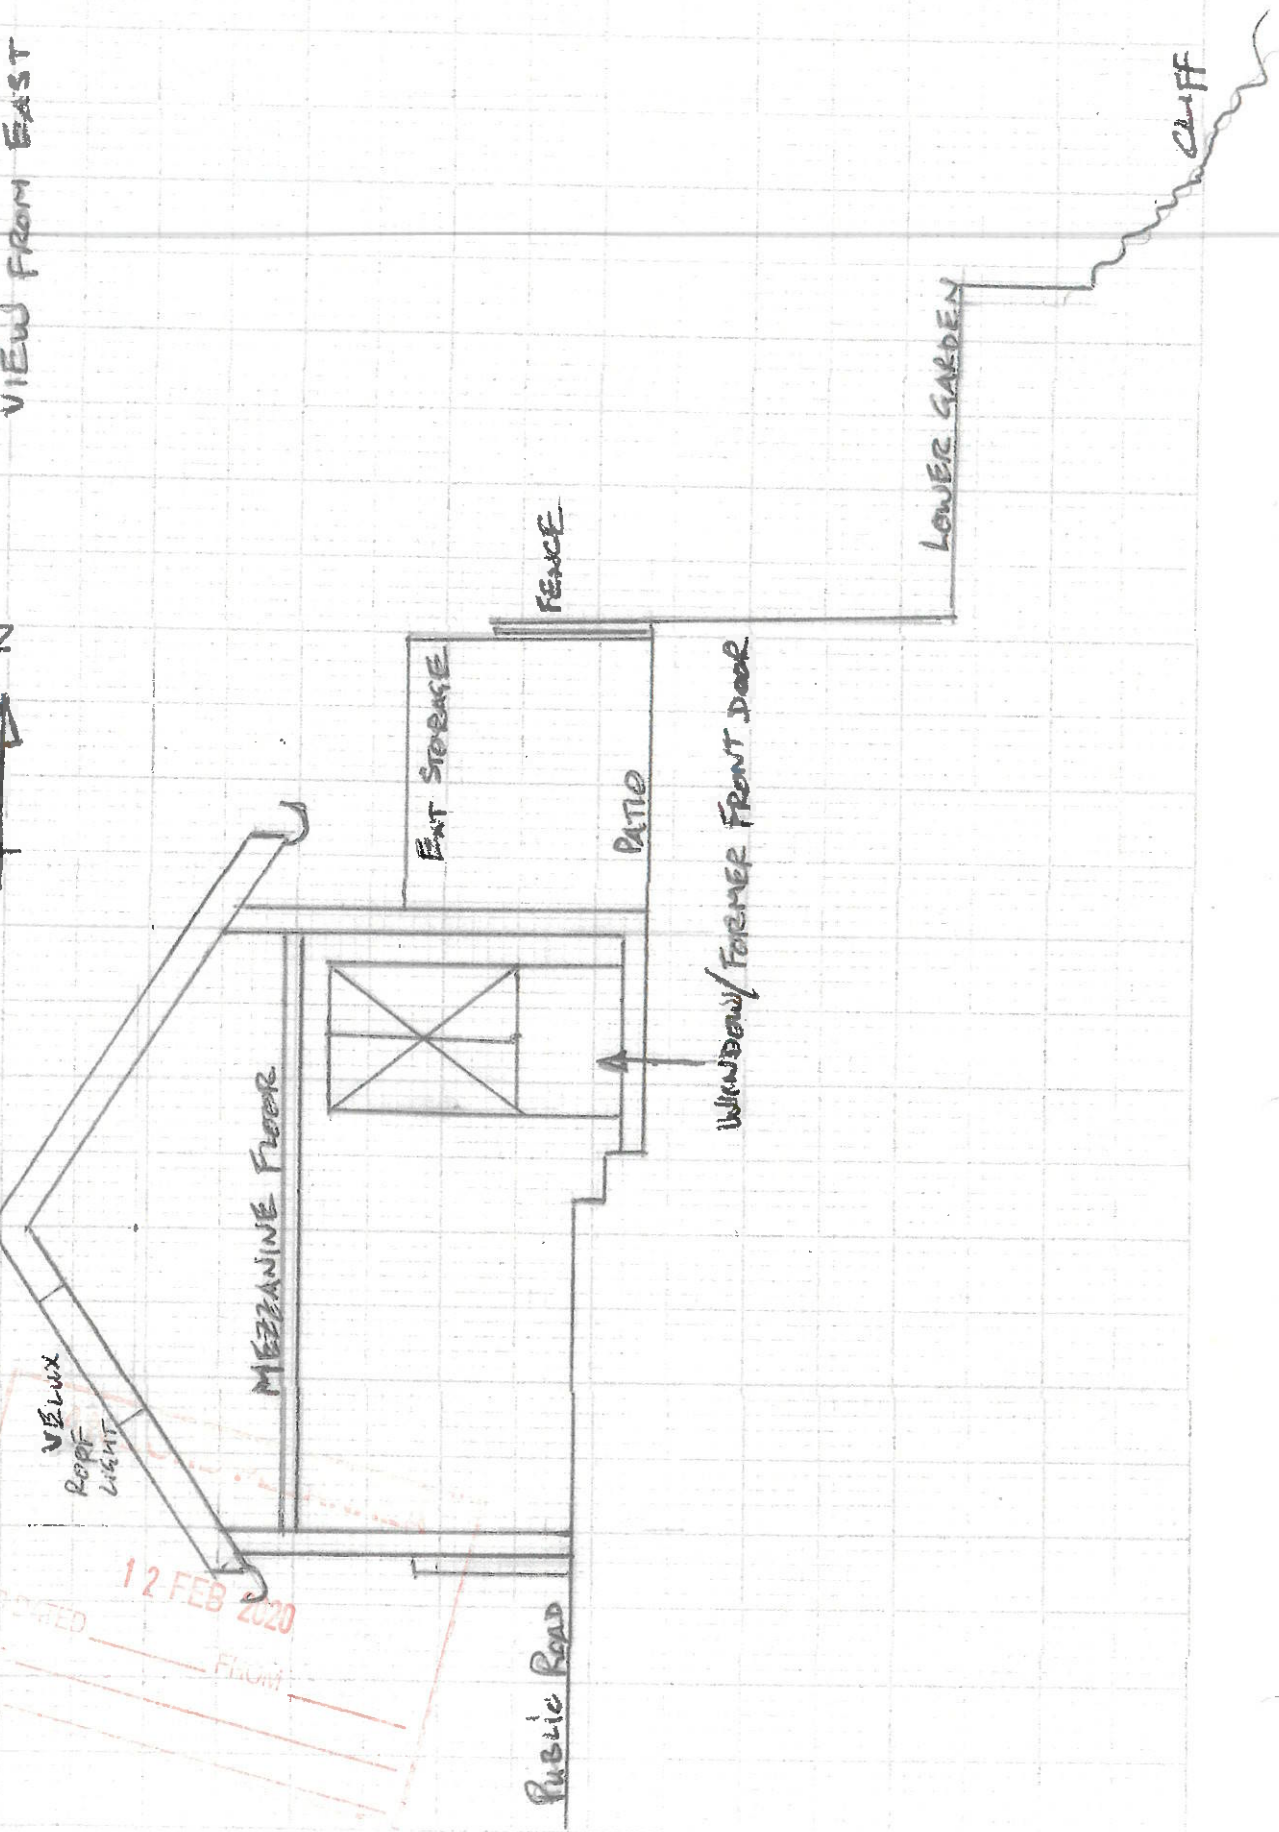 VIEW FROM EAST
N
VELUX
ROOF
LIGHT
MEZZANINE FLOOR
EXT STORAGE
FENCE
PATIO
PUBLIC ROAD
WINDOW/FORMER FRONT DOOR
LOWER GARDEN
CLIFF
12 FEB 2020
FROM